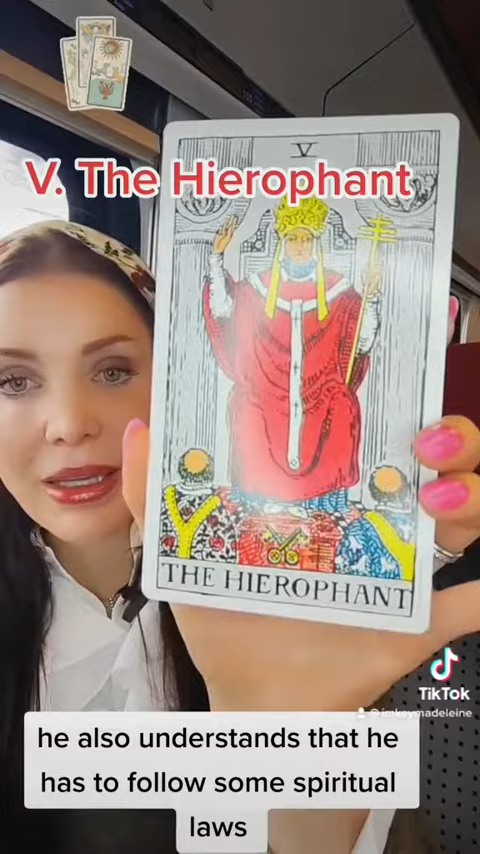 V. The Hierophant
V
THE HIEROPHANT
TikTok
@imkeymadeleine
he also understands that he
has to follow some spiritual
laws